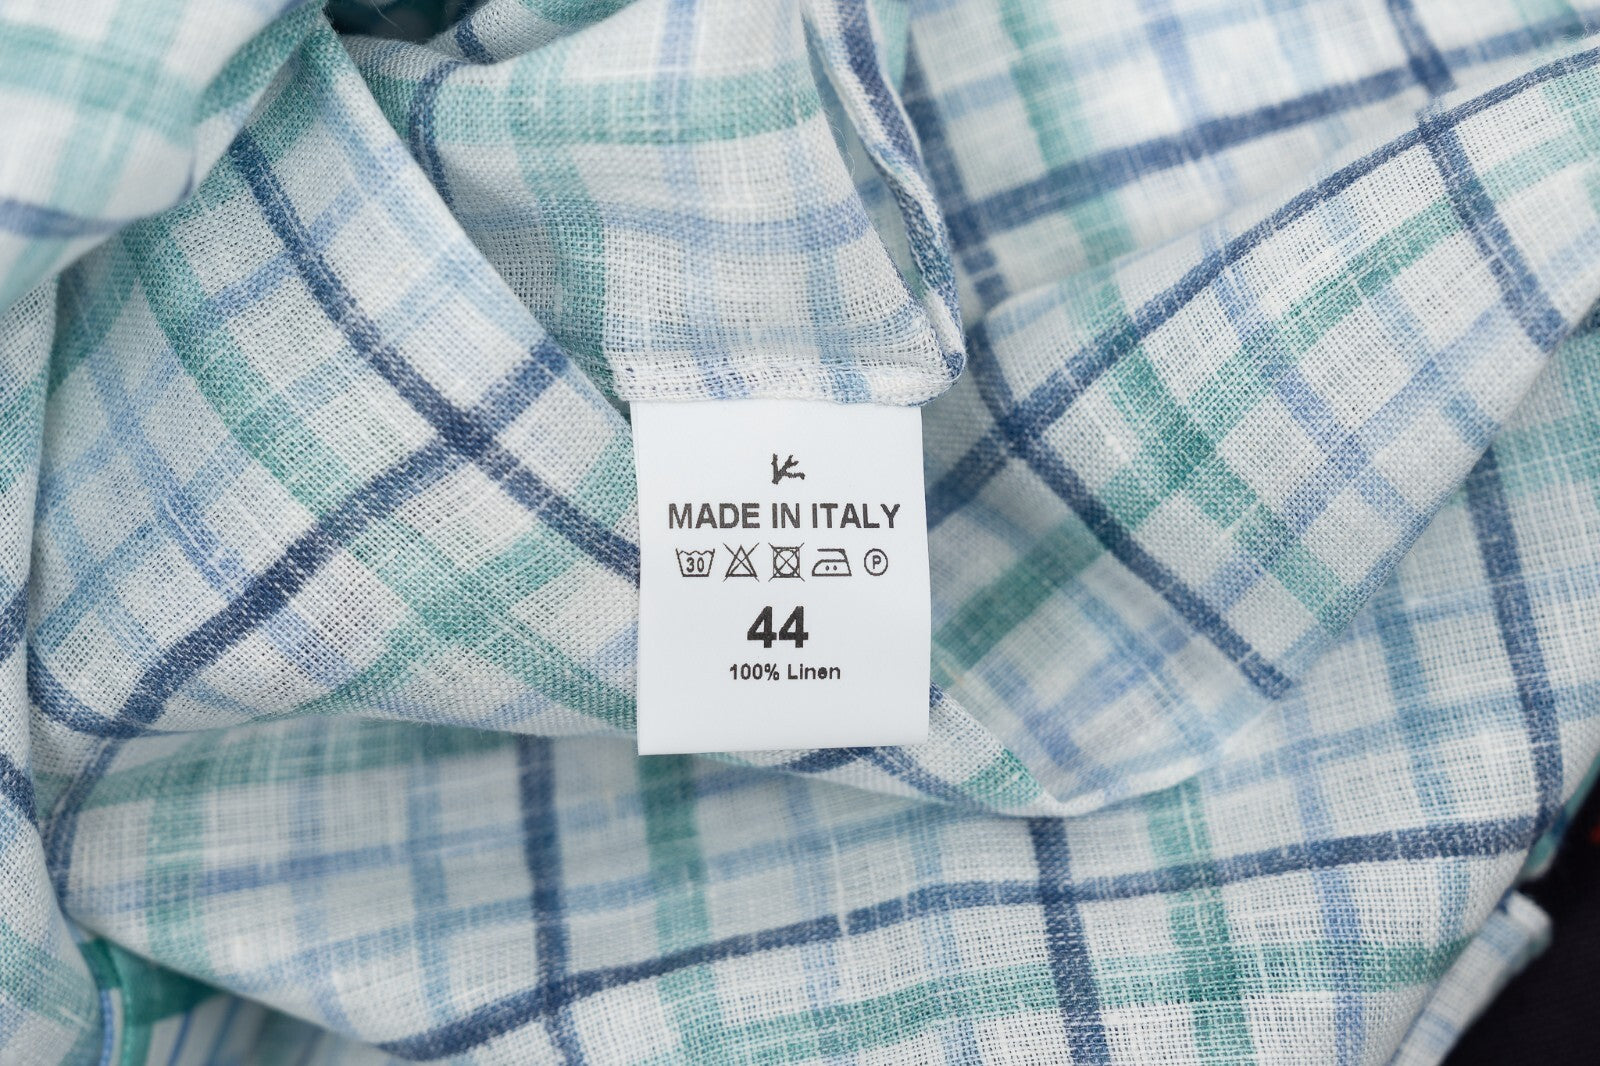 MADE IN ITALY
30 P
44
100% Linen